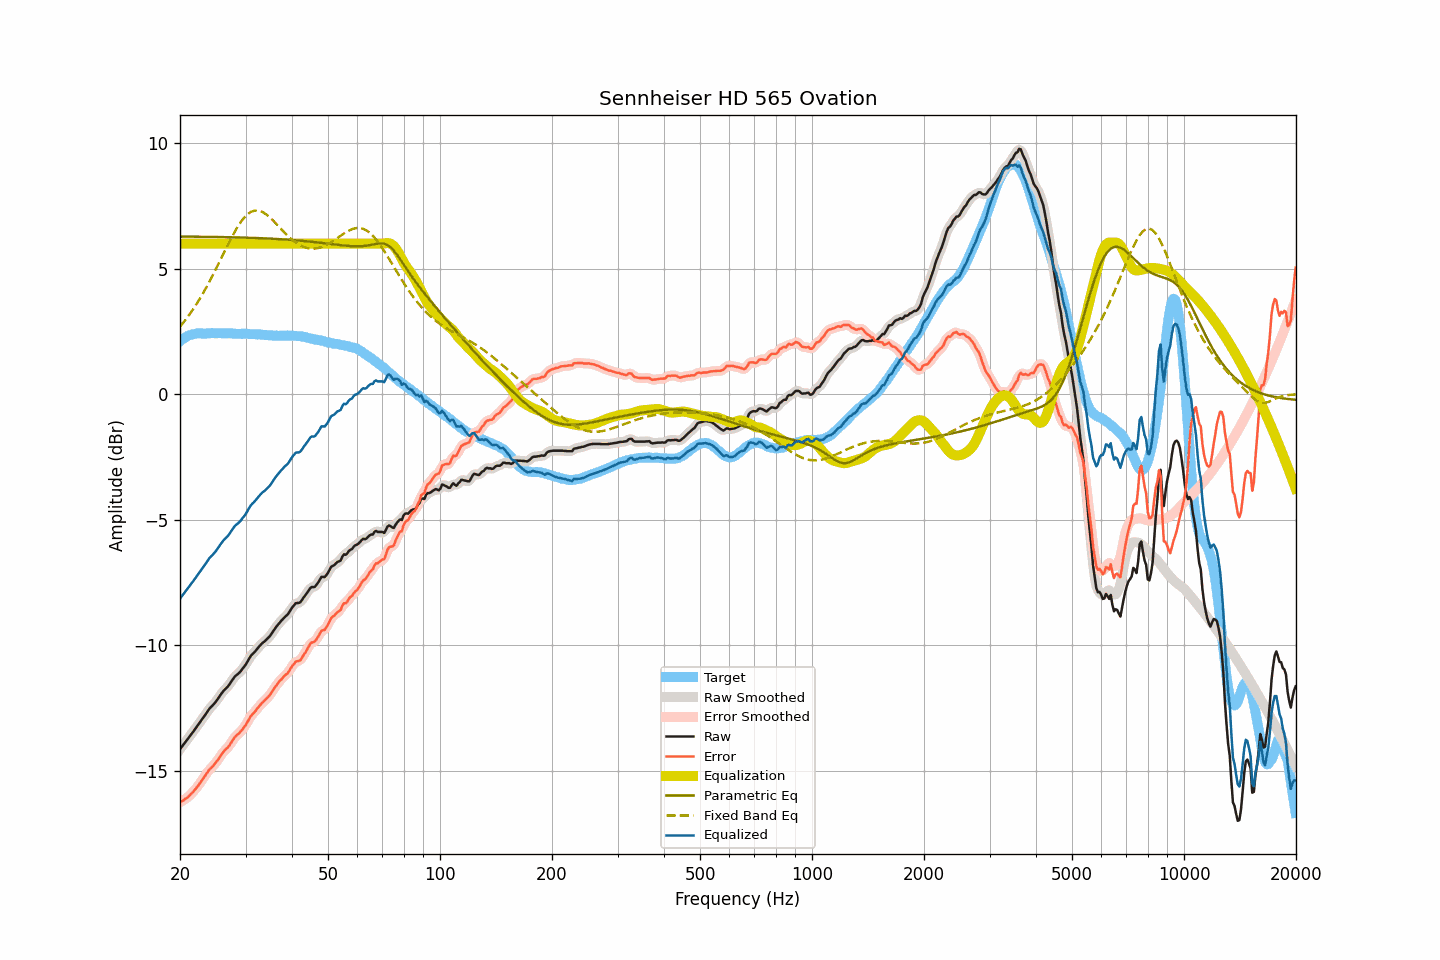 Sennheiser HD 565 Ovation
Amplitude (dBr)
10
5
0
−5
−10
−15
Target
Raw Smoothed
Error Smoothed
Raw
Error
Equalization
Parametric Eq
Fixed Band Eq
Equalized
20 50 100 200 500 1000 2000 5000 10000 20000
Frequency (Hz)